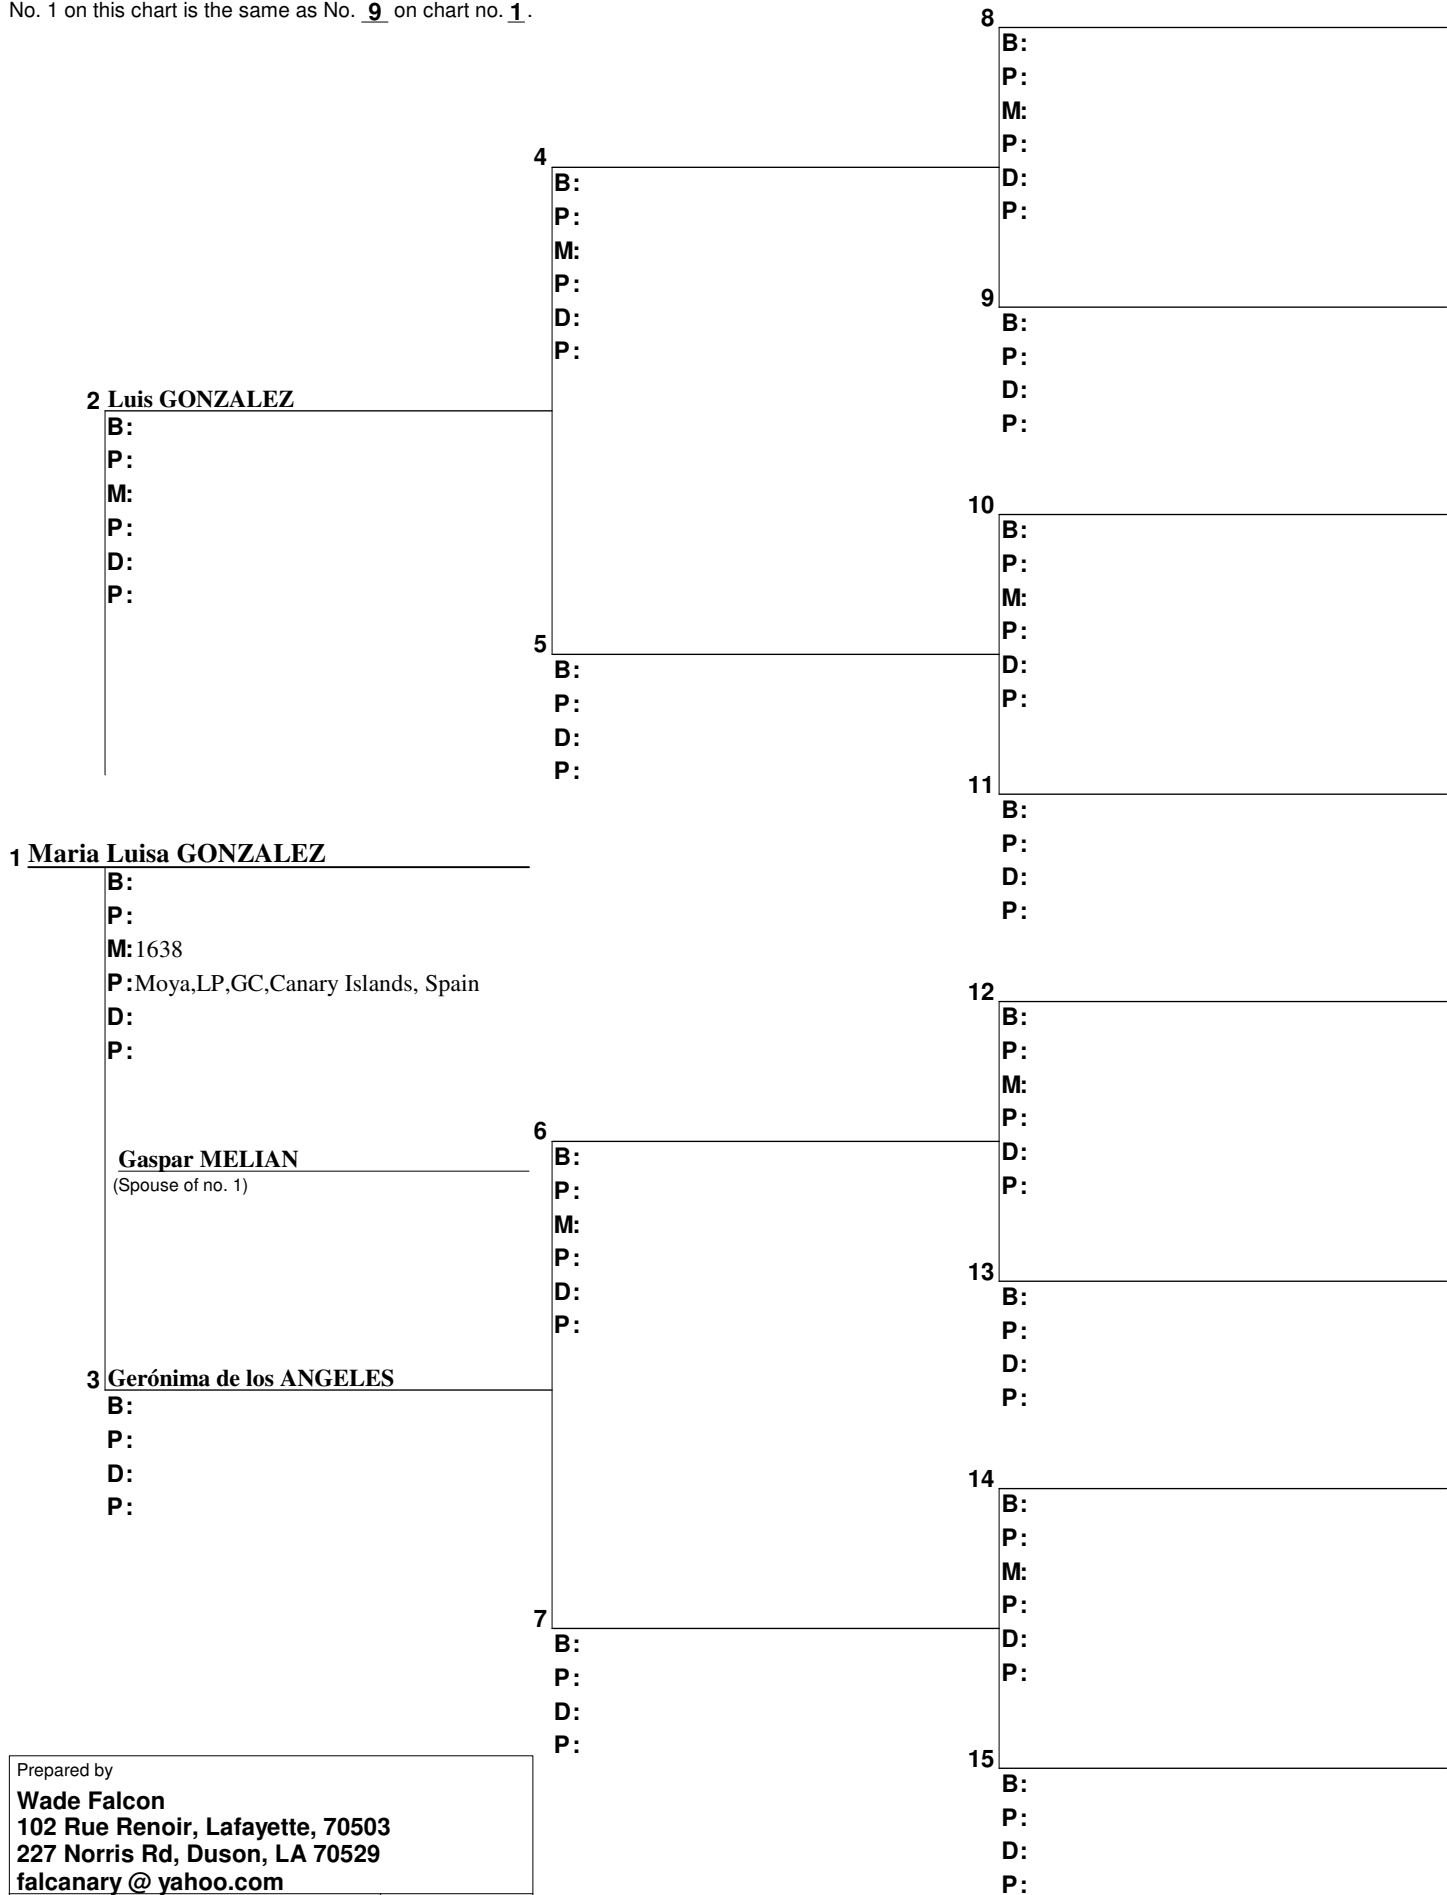 No. 1 on this chart is the same as No. 9 on chart no. 1.
8
B:
P:
M:
P:
D:
P:
4
B:
P:
M:
P:
D:
P:
9
B:
P:
D:
P:
2 Luis GONZALEZ
B:
P:
M:
P:
D:
P:
10
B:
P:
M:
P:
D:
P:
5
B:
P:
D:
P:
11
B:
P:
D:
P:
1 Maria Luisa GONZALEZ
B:
P:
M: 1638
P: Moya,LP,GC,Canary Islands, Spain
D:
P:
Gaspar MELIAN
(Spouse of no. 1)
12
B:
P:
M:
P:
D:
P:
6
B:
P:
M:
P:
D:
P:
13
B:
P:
D:
P:
3 Gerónima de los ANGELES
B:
P:
D:
P:
14
B:
P:
M:
P:
D:
P:
7
B:
P:
D:
P:
15
B:
P:
D:
P:
Prepared by
Wade Falcon
102 Rue Renoir, Lafayette, 70503
227 Norris Rd, Duson, LA 70529
falcanary @ yahoo.com